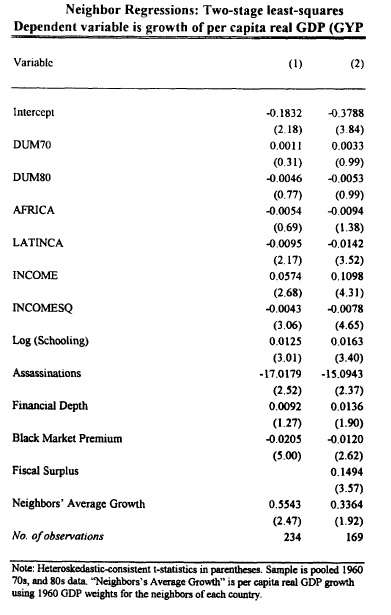 Neighbor Regressions: Two-stage least-squares
Dependent variable is growth of per capita real GDP (GYP
Variable (1) (2)
Intercept -0.1832 -0.3788
(2.18) (3.84)
DUM70 0.0011 0.0033
(0.31) (0.99)
DUM80 -0.0046 -0.0053
(0.77) (0.99)
AFRICA -0.0054 -0.0094
(0.69) (1.38)
LATINCA -0.0095 -0.0142
(2.17) (3.52)
INCOME 0.0574 0.1098
(2.68) (4.31)
INCOMESQ -0.0043 -0.0078
(3.06) (4.65)
Log (Schooling) 0.0125 0.0163
(3.01) (3.40)
Assassinations -17.0179 -15.0943
(2.52) (2.37)
Financial Depth 0.0092 0.0136
(1.27) (1.90)
Black Market Premium -0.0205 -0.0120
(5.00) (2.62)
Fiscal Surplus 0.1494
(3.57)
Neighbors' Average Growth 0.5543 0.3364
(2.47) (1.92)
No. of observations 234 169
Note: Heteroskedastic-consistent t-statistics in parentheses. Sample is pooled 1960
70s, and 80s data. "Neighbors's Average Growth" is per capita real GDP growth
using 1960 GDP weights for the neighbors of each country.